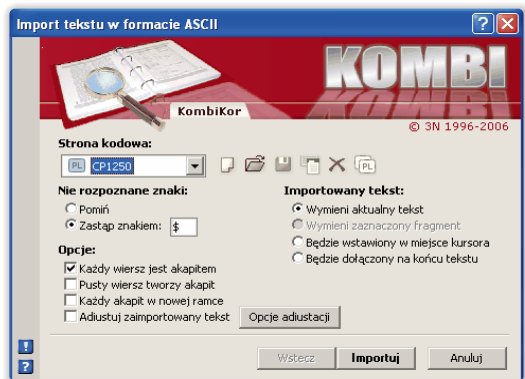 Import tekstu w formacie ASCII
KOMBI
KombiKor
© 3N 1996-2006
Strona kodowa:
PL CP1250
PL
Nie rozpoznane znaki:
Pomiń
Zastąp znakiem: $
Importowany tekst:
Wymieni aktualny tekst
Wymieni zaznaczony fragment
Będzie wstawiony w miejsce kursora
Będzie dołączony na końcu tekstu
Opcje:
Każdy wiersz jest akapitem
Pusty wiersz tworzy akapit
Każdy akapit w nowej ramce
Adiustuj zaimportowany tekst
Opcje adiustacji
Wstecz
Importuj
Anuluj